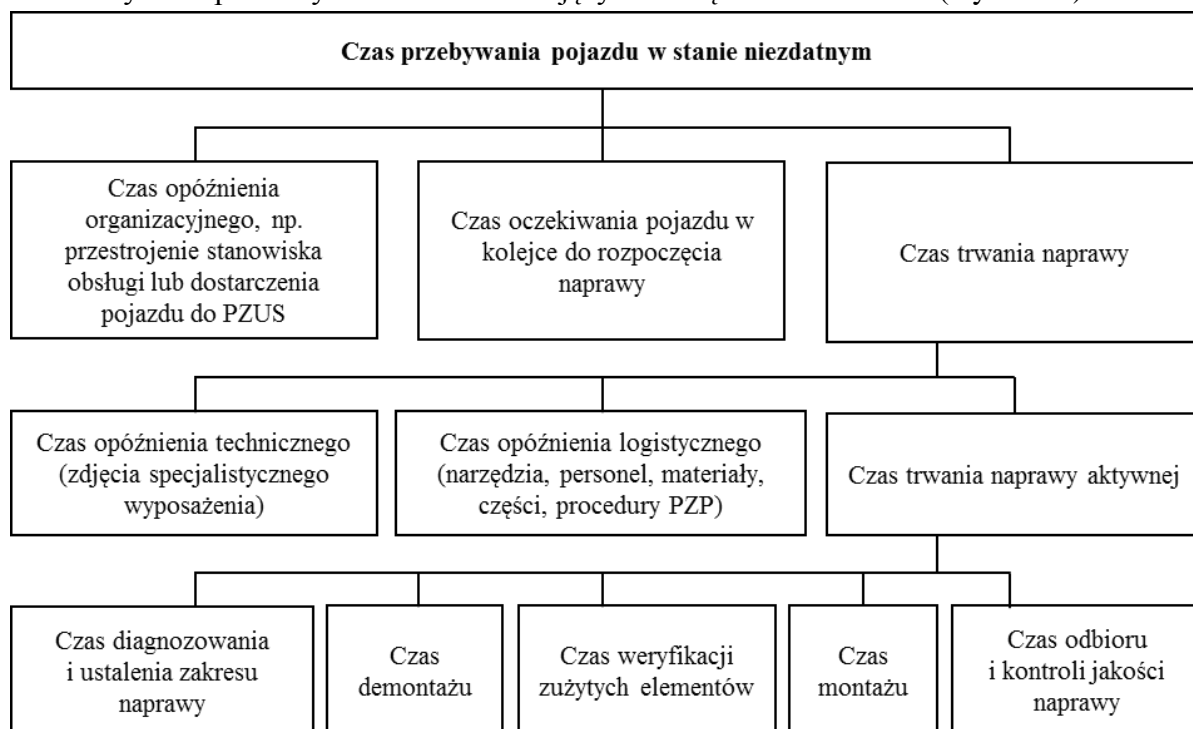 Czas przebywania pojazdu w stanie niezdatnym
Czas opóźnienia
organizacyjnego, np.
przestrojenie stanowiska
obsługi lub dostarczenia
pojazdu do PZUS
Czas oczekiwania pojazdu w
kolejce do rozpoczęcia
naprawy
Czas trwania naprawy
Czas opóźnienia technicznego
(zdjęcia specjalistycznego
wyposażenia)
Czas opóźnienia logistycznego
(narzędzia, personel, materiały,
części, procedury PZP)
Czas trwania naprawy aktywnej
Czas diagnozowania
i ustalenia zakresu
naprawy
Czas
demontażu
Czas weryfikacji
zużytych elementów
Czas
montażu
Czas odbioru
i kontroli jakości
naprawy